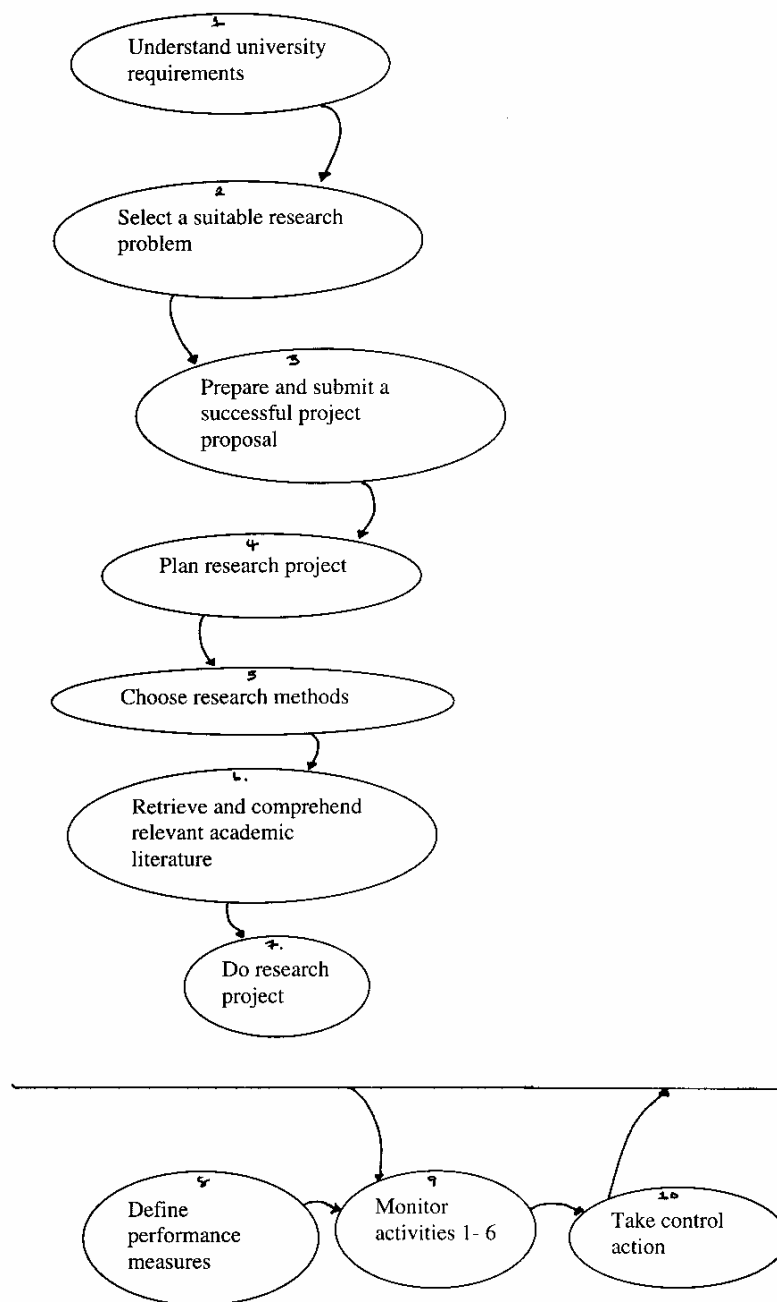 1
Understand university
requirements
2
Select a suitable research
problem
3
Prepare and submit a
successful project
proposal
4
Plan research project
5
Choose research methods
6.
Retrieve and comprehend
relevant academic
literature
7.
Do research
project
8
Define
performance
measures
9
Monitor
activities 1- 6
10
Take control
action